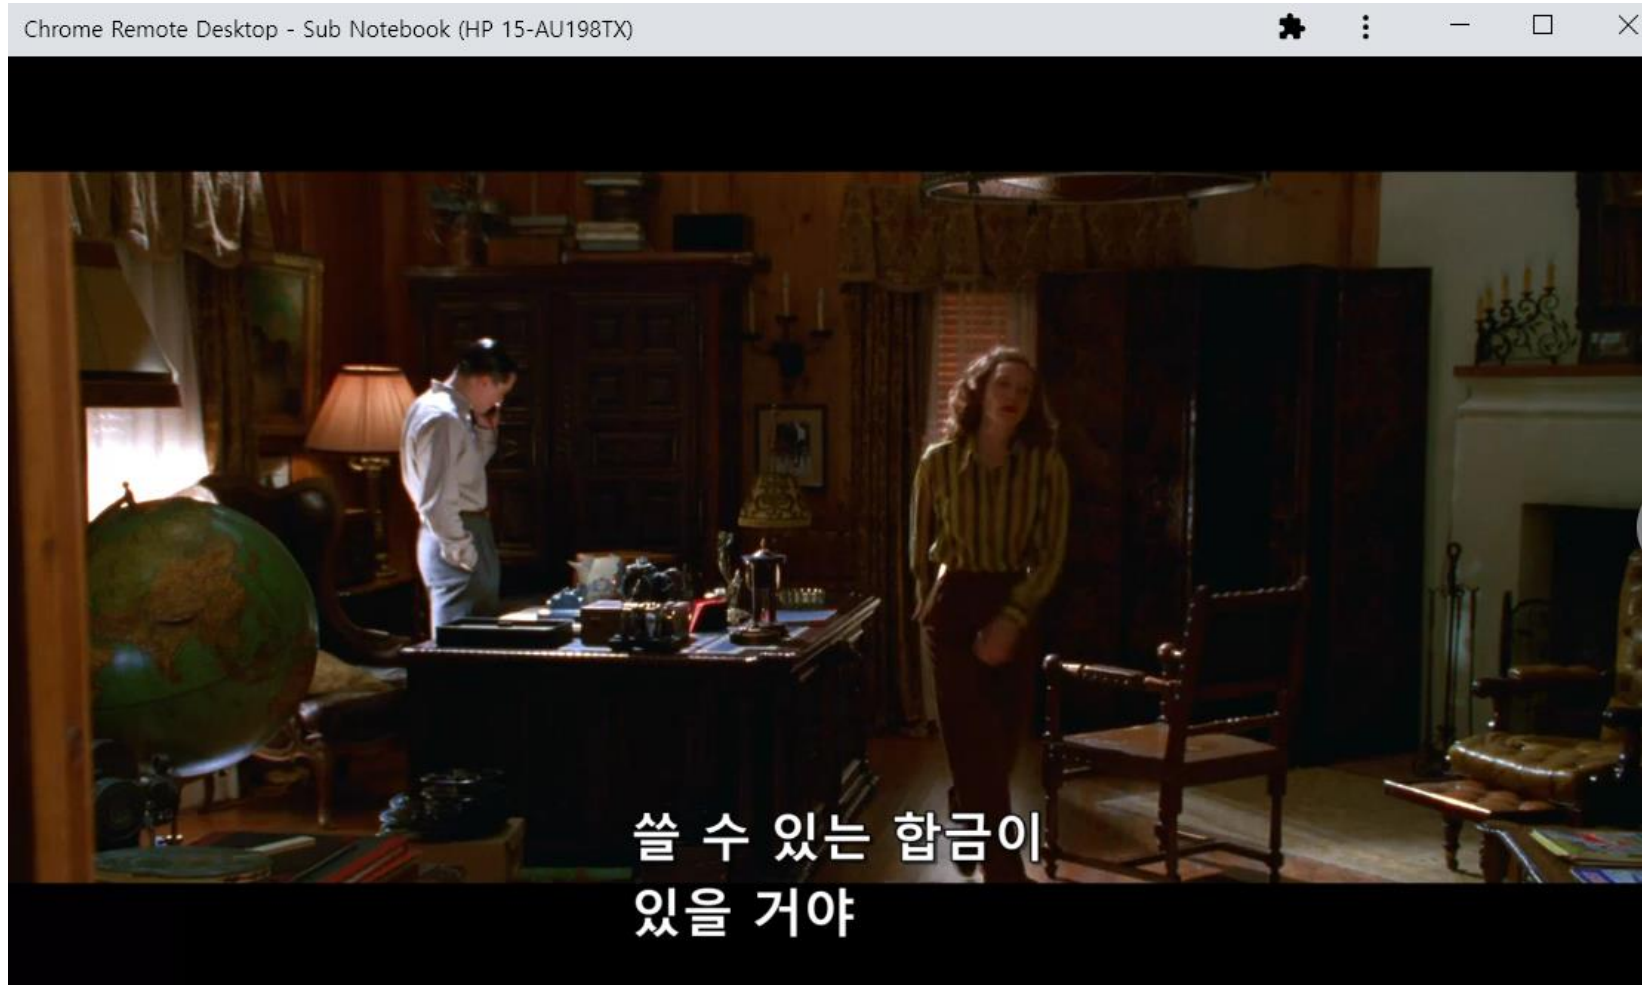 Chrome Remote Desktop - Sub Notebook (HP 15-AU198TX)
쓸 수 있는 합금이
있을 거야